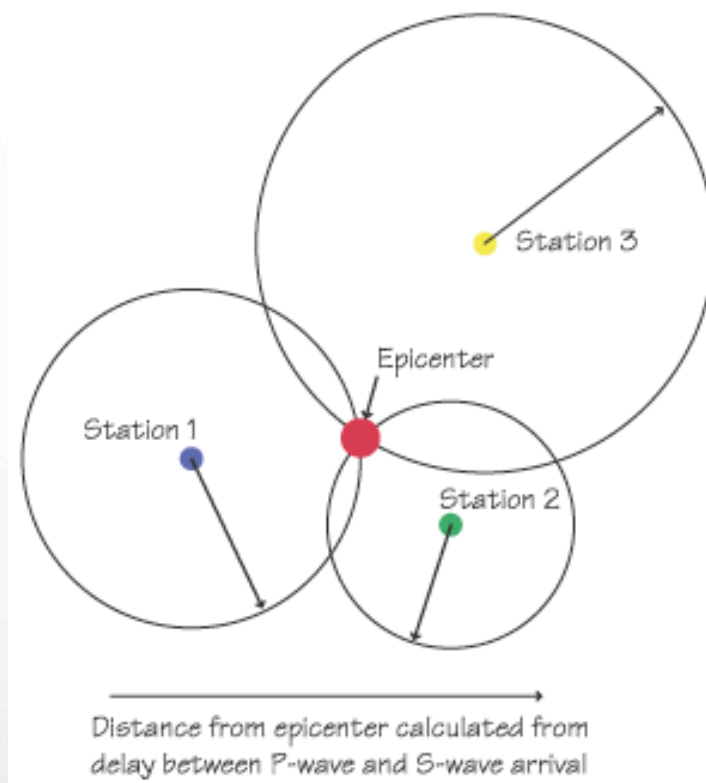 Station 3
Epicenter
Station 1
Station 2
Distance from epicenter calculated from
delay between P-wave and S-wave arrival